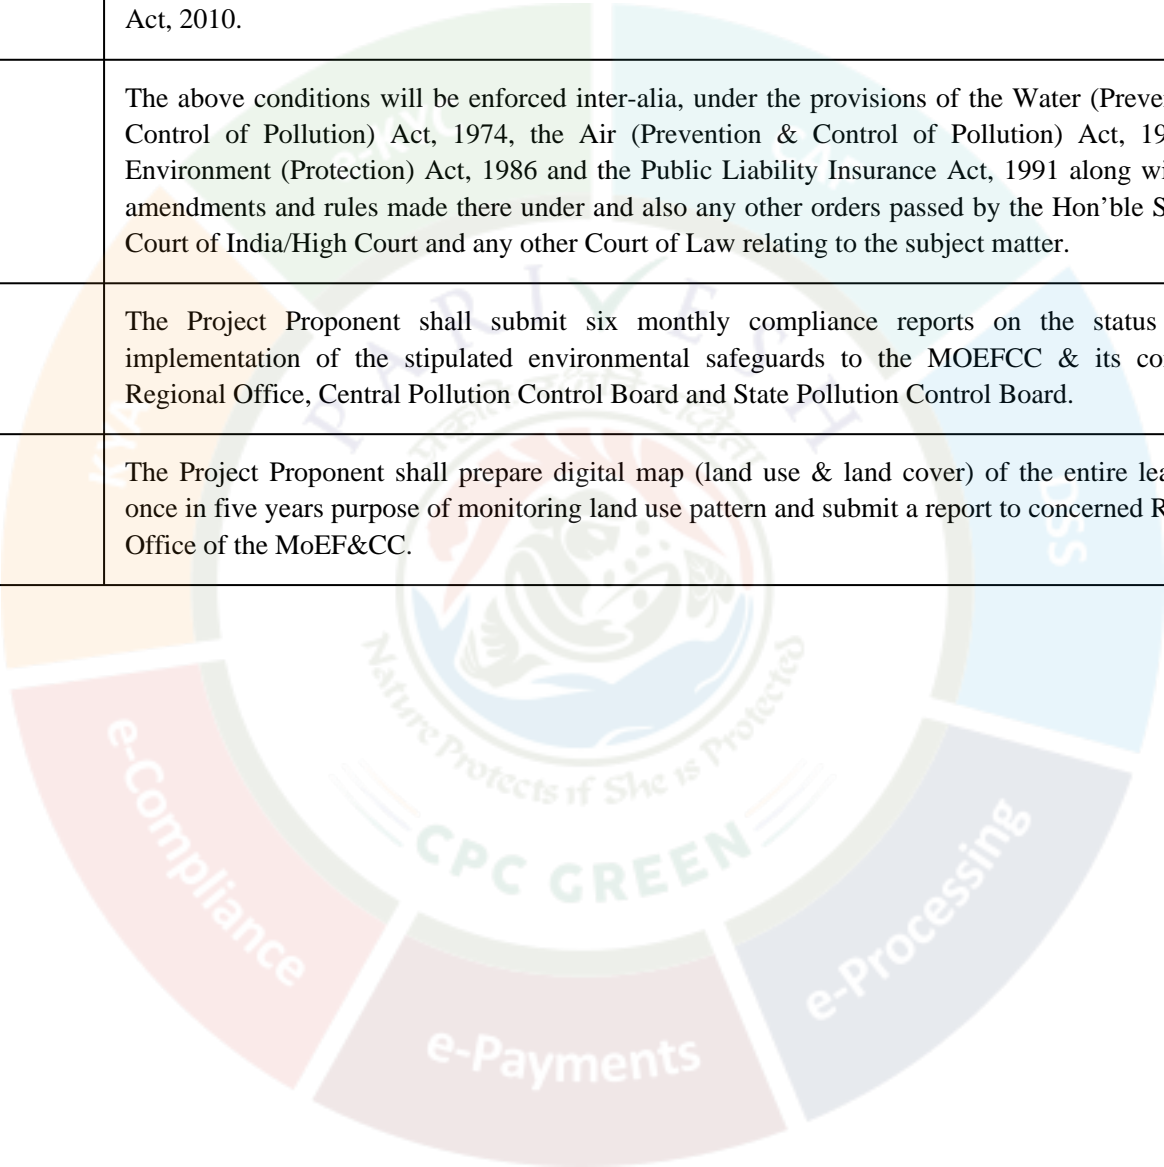 Act, 2010.
The above conditions will be enforced inter-alia, under the provisions of the Water
Control of Pollution) Act, 1974, the Air (Prevention & Control of Pollution) Act,
Environment (Protection) Act, 1986 and the Public Liability Insurance Act, 1991 along
amendments and rules made there under and also any other orders passed by the Hon'ble
Court of India/High Court and any other Court of Law relating to the subject matter.
The Project Proponent shall submit six monthly compliance reports on the status
implementation of the stipulated environmental safeguards to the MOEFCC & its
Regional Office, Central Pollution Control Board and State Pollution Control Board.
The Project Proponent shall prepare digital map (land use & land cover) of the entire
once in five years purpose of monitoring land use pattern and submit a report to concerned
Office of the MoEF&CC.
e-KYC
CAF
KYA
DSS
PARIVESH
Nature Protects if She is Protected
CPC GREEN
e-Compliance
e-Processing
e-Payments